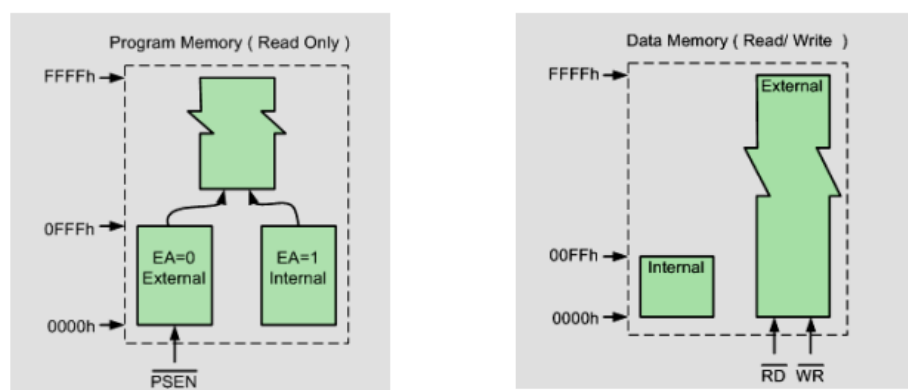 Program Memory ( Read Only )
FFFFh
0FFFh
EA=0
External
EA=1
Internal
0000h
PSEN
Data Memory ( Read/ Write )
FFFFh
External
00FFh
Internal
0000h
RD WR